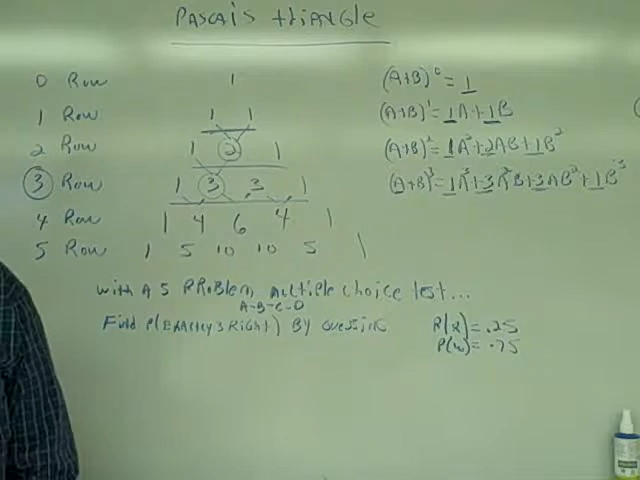 PASCAL'S tRIANGLE
0 Row 1 (A+B)⁰ = 1
1 Row 1 1 (A+B)¹ = 1A+1B
2 Row 1 2 1 (A+B)² = 1A²+2AB+1B²
3 Row 1 3 3 1 (A+B)³ = 1A³+3A²B+3AB²+1B³
4 Row 1 4 6 4 1
5 Row 1 5 10 10 5 1
with A 5 PROBlem, multiple choice test...
A-B-C-D
Find P(EXACtly 3 Right) By Guessing P(R) = .25
P(W) = .75